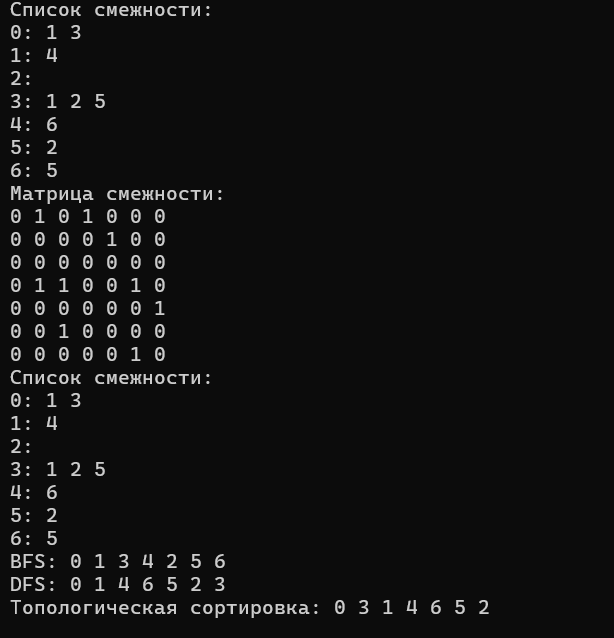 Список смежности:
0: 1 3
1: 4
2:
3: 1 2 5
4: 6
5: 2
6: 5
Матрица смежности:
0 1 0 1 0 0 0
0 0 0 0 1 0 0
0 0 0 0 0 0 0
0 1 1 0 0 1 0
0 0 0 0 0 0 1
0 0 1 0 0 0 0
0 0 0 0 0 1 0
Список смежности:
0: 1 3
1: 4
2:
3: 1 2 5
4: 6
5: 2
6: 5
BFS: 0 1 3 4 2 5 6
DFS: 0 1 4 6 5 2 3
Топологическая сортировка: 0 3 1 4 6 5 2